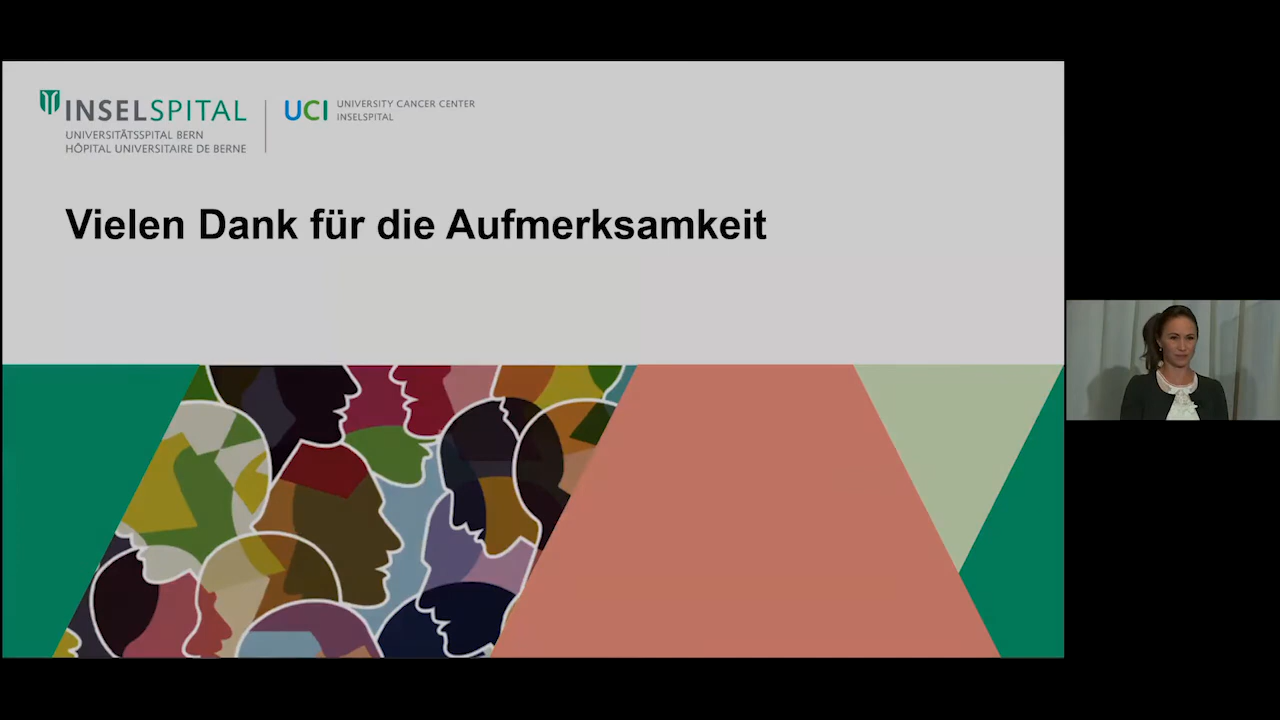 INSELSPITAL
UNIVERSITÄTSSPITAL BERN
HÔPITAL UNIVERSITAIRE DE BERNE
UCI UNIVERSITY CANCER CENTER
INSELSPITAL
Vielen Dank für die Aufmerksamkeit